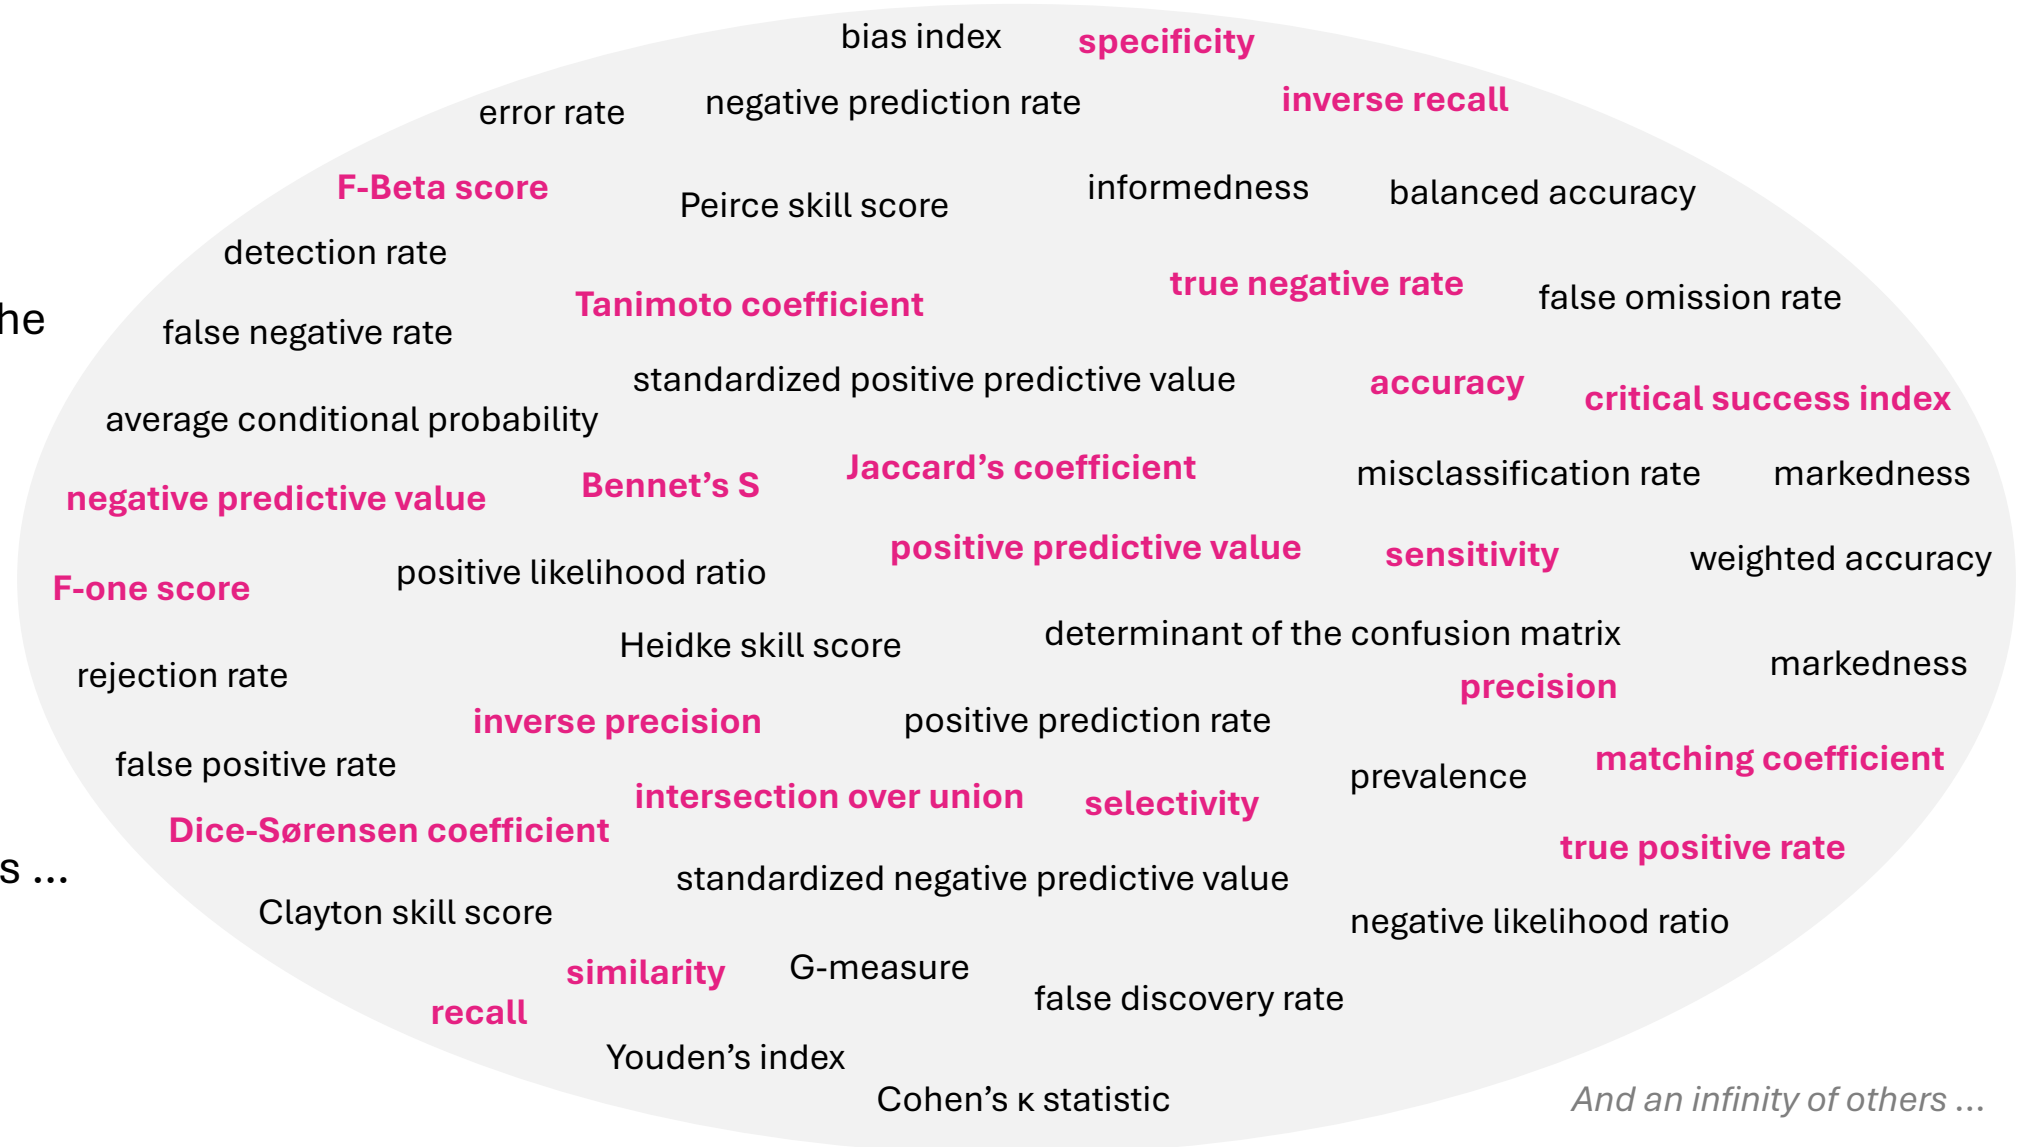 bias index
specificity
error rate
negative prediction rate
inverse recall
F-Beta score
Peirce skill score
informedness
balanced accuracy
detection rate
Tanimoto coefficient
true negative rate
false omission rate
he
false negative rate
standardized positive predictive value
accuracy
critical success index
average conditional probability
negative predictive value
Bennet’s S
Jaccard’s coefficient
misclassification rate
markedness
F-one score
positive likelihood ratio
positive predictive value
sensitivity
weighted accuracy
rejection rate
Heidke skill score
determinant of the confusion matrix
precision
markedness
inverse precision
positive prediction rate
false positive rate
intersection over union
selectivity
prevalence
matching coefficient
Dice-Sørensen coefficient
true positive rate
s ...
standardized negative predictive value
Clayton skill score
negative likelihood ratio
similarity
G-measure
false discovery rate
recall
Youden’s index
Cohen’s κ statistic
And an infinity of others ...